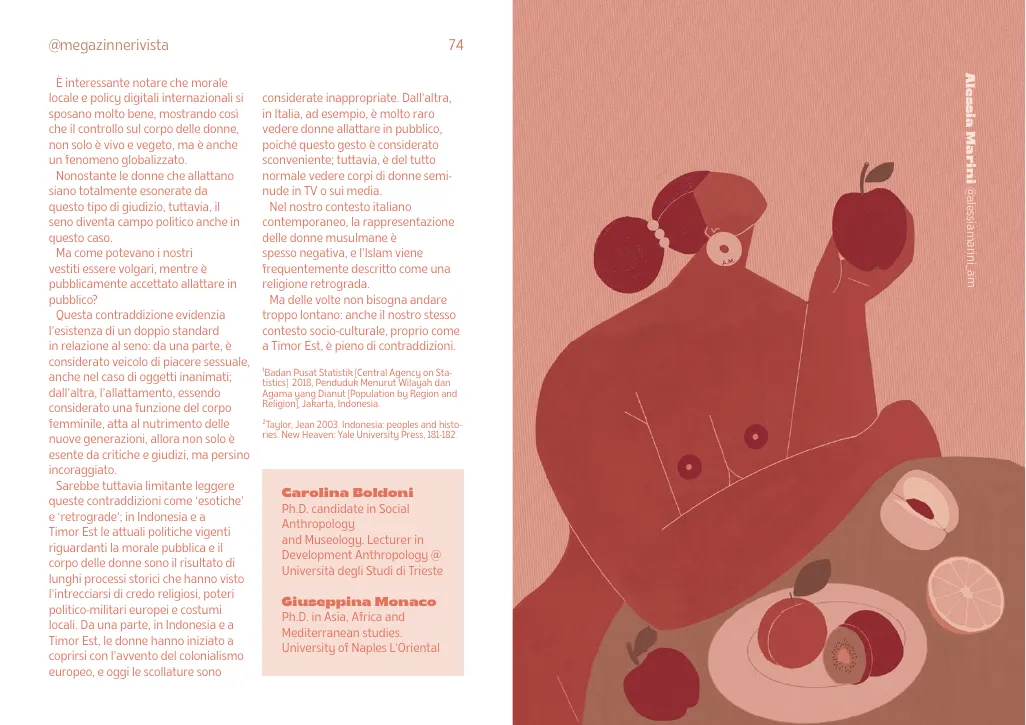 @megazinnerivista
74
È interessante notare che morale
locale e policy digitali internazionali si
sposano molto bene, mostrando così
che il controllo sul corpo delle donne,
non solo è vivo e vegeto, ma è anche
un fenomeno globalizzato.
Nonostante le donne che allattano
siano totalmente esonerate da
questo tipo di giudizio, tuttavia, il
seno diventa campo politico anche in
questo caso.
Ma come potevano i nostri
vestiti essere volgari, mentre è
pubblicamente accettato allattare in
pubblico?
Questa contraddizione evidenzia
l'esistenza di un doppio standard
in relazione al seno: da una parte, è
considerato veicolo di piacere sessuale,
anche nel caso di oggetti inanimati;
dall'altra, l'allattamento, essendo
considerato una funzione del corpo
femminile, atta al nutrimento delle
nuove generazioni, allora non solo è
esente da critiche e giudizi, ma persino
incoraggiato.
Sarebbe tuttavia limitante leggere
queste contraddizioni come 'esotiche'
e 'retrograde'; in Indonesia e a
Timor Est le attuali politiche vigenti
riguardanti la morale pubblica e il
corpo delle donne sono il risultato di
lunghi processi storici che hanno visto
l'intrecciarsi di credo religiosi, poteri
politico-militari europei e costumi
locali. Da una parte, in Indonesia e a
Timor Est, le donne hanno iniziato a
coprirsi con l'avvento del colonialismo
europeo, e oggi le scollature sono
considerate inappropriate. Dall'altra,
in Italia, ad esempio, è molto raro
vedere donne allattare in pubblico,
poiché questo gesto è considerato
sconveniente; tuttavia, è del tutto
normale vedere corpi di donne semi-
nude in TV o sui media.
Nel nostro contesto italiano
contemporaneo, la rappresentazione
delle donne musulmane è
spesso negativa, e l'Islam viene
frequentemente descritto come una
religione retrograda.
Ma delle volte non bisogna andare
troppo lontano: anche il nostro stesso
contesto socio-culturale, proprio come
a Timor Est, è pieno di contraddizioni.
¹Badan Pusat Statistik [Central Agency on Sta-
tistics] 2018, Penduduk Menurut Wilayah dan
Agama yang Dianut [Population by Region and
Religion], Jakarta, Indonesia.
²Taylor, Jean 2003. Indonesia: peoples and histo-
ries. New Heaven: Yale University Press, 181-182.
Carolina Boldoni
Ph.D. candidate in Social
Anthropology
and Museology. Lecturer in
Development Anthropology @
Università degli Studi di Trieste
Giuseppina Monaco
Ph.D. in Asia, Africa and
Mediterranean studies.
University of Naples L'Oriental
Alessia Marini @alessiamarini_am
A.M.